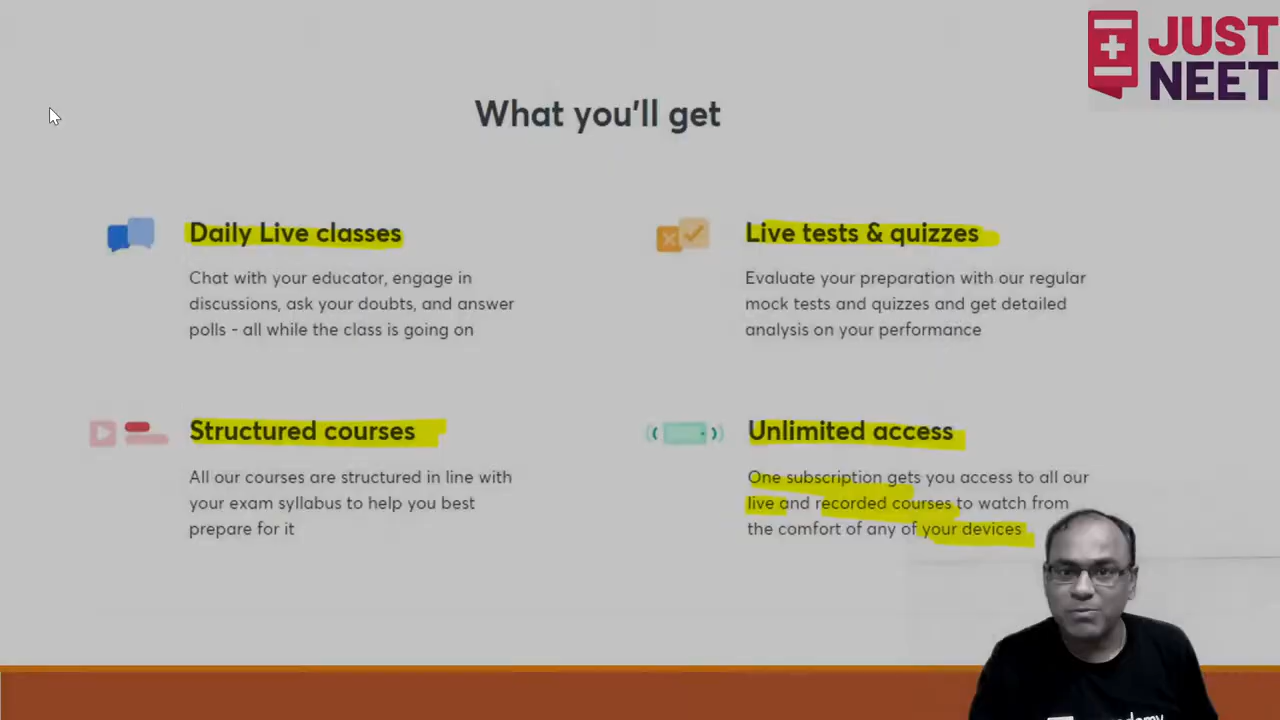 JUST
NEET
What you'll get
Daily Live classes
Chat with your educator, engage in
discussions, ask your doubts, and answer
polls - all while the class is going on
Live tests & quizzes
Evaluate your preparation with our regular
mock tests and quizzes and get detailed
analysis on your performance
Structured courses
All our courses are structured in line with
your exam syllabus to help you best
prepare for it
Unlimited access
One subscription gets you access to all our
live and recorded courses to watch from
the comfort of any of your devices